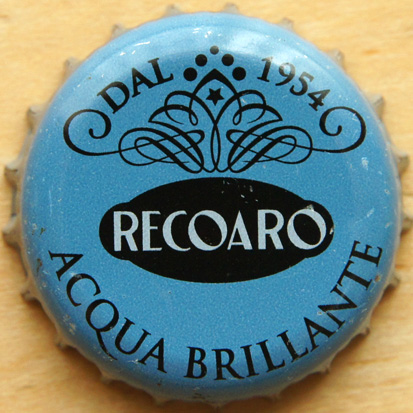 DAL 1954
RECOARO
ACQUA BRILLANTE